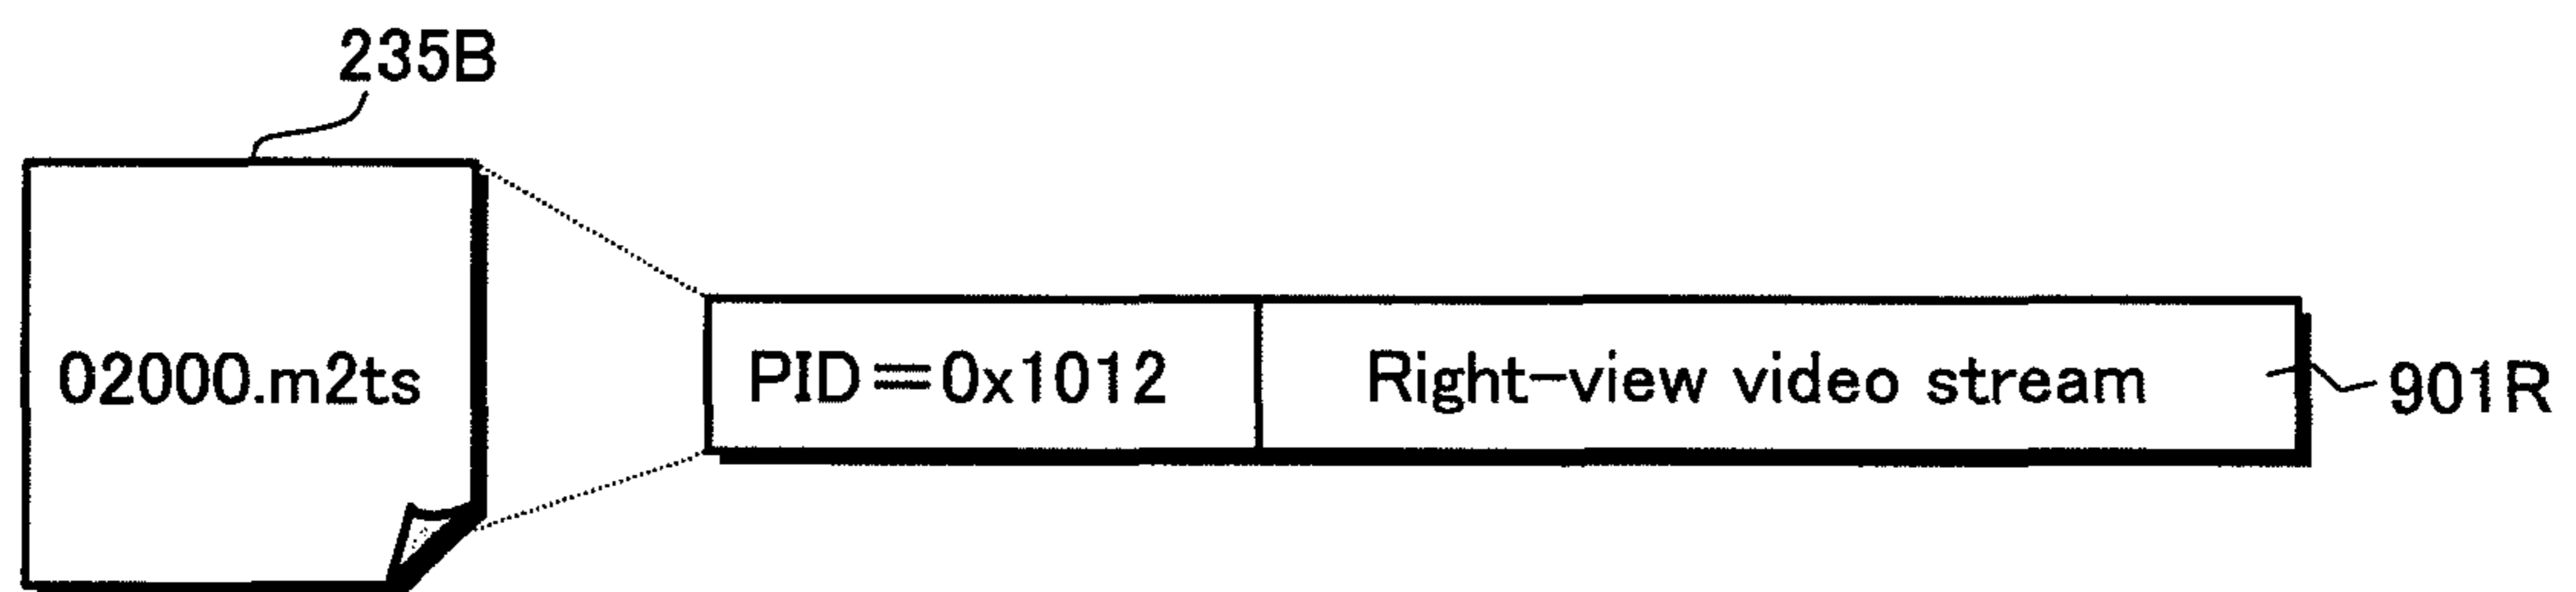 235B
02000.m2ts
PID=0x1012
Right-view video stream
901R